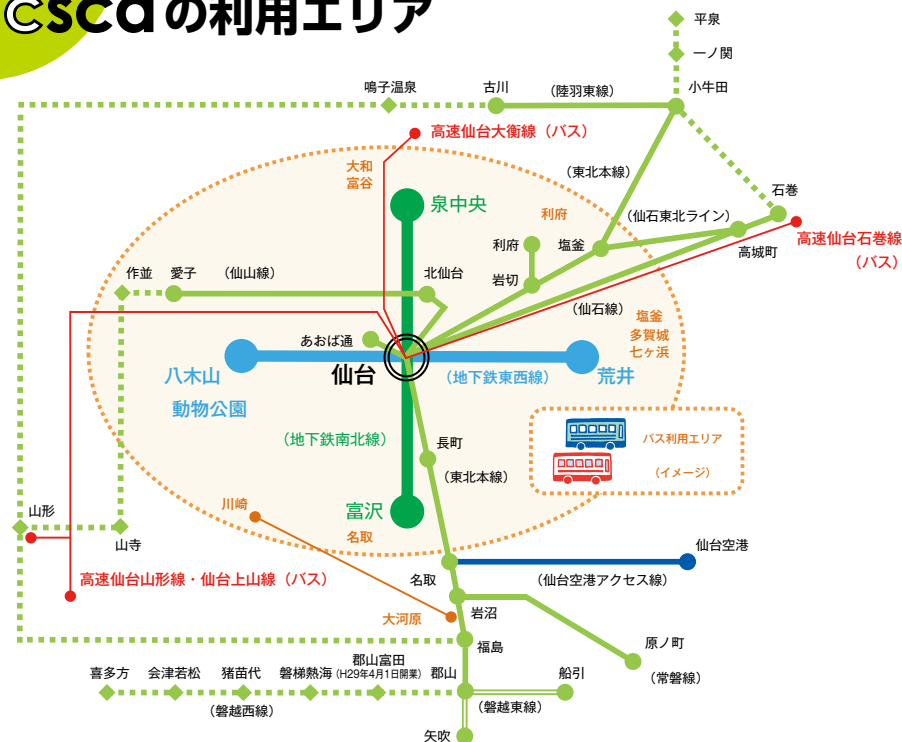 icscaの利用エリア
平泉
一ノ関
小牛田
鳴子温泉
古川
（陸羽東線）
高速仙台大衡線（バス）
大和
富谷
（東北本線）
石巻
泉中央
利府
（仙石東北ライン）
利府
塩釜
高城町
高速仙台石巻線
（バス）
作並
愛子
（仙山線）
北仙台
岩切
（仙石線）
塩釜
多賀城
七ヶ浜
あおば通
仙台
八木山
動物公園
（地下鉄東西線）
荒井
（地下鉄南北線）
長町
（東北本線）
バス利用エリア
（イメージ）
川崎
富沢
名取
山形
山寺
仙台空港
名取
（仙台空港アクセス線）
高速仙台山形線・仙台上山線（バス）
大河原
岩沼
福島
原ノ町
（常磐線）
喜多方
会津若松
猪苗代
磐梯熱海
郡山富田
（H29年4月1日開業）
郡山
船引
（磐越西線）
（磐越東線）
矢吹